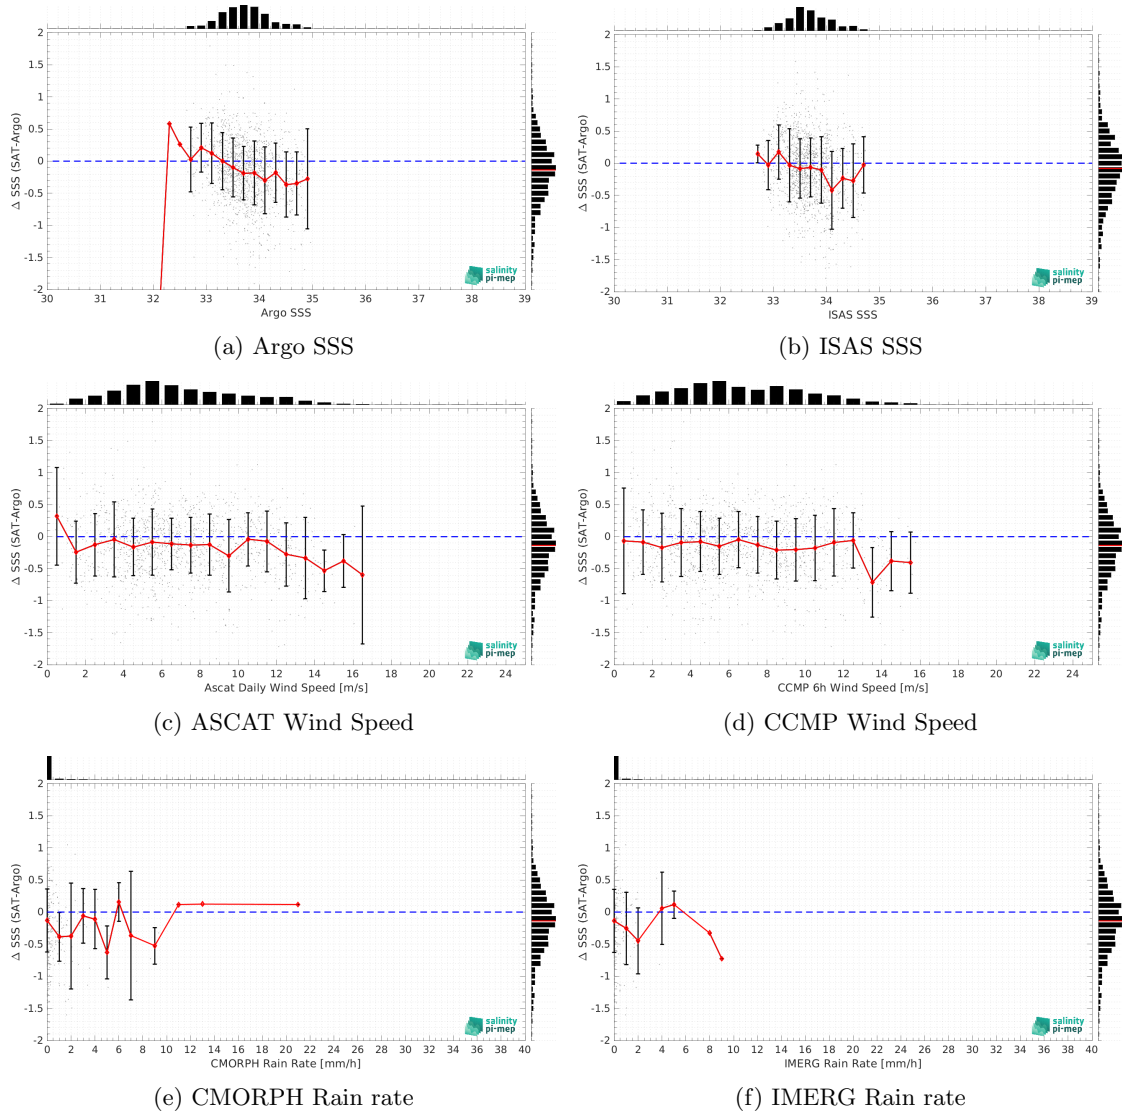 2
1.5
1
0.5
0
-0.5
-1
-1.5
-2
Δ SSS (SAT-Argo)
30 31 32 33 34 35 36 37 38 39
Argo SSS
salinity
pi-mep
2
1.5
1
0.5
0
-0.5
-1
-1.5
-2
Δ SSS (SAT-Argo)
30 31 32 33 34 35 36 37 38 39
ISAS SSS
salinity
pi-mep
(a) Argo SSS
(b) ISAS SSS
2
1.5
1
0.5
0
-0.5
-1
-1.5
-2
Δ SSS (SAT-Argo)
0 2 4 6 8 10 12 14 16 18 20 22 24
Ascat Daily Wind Speed [m/s]
salinity
pi-mep
2
1.5
1
0.5
0
-0.5
-1
-1.5
-2
Δ SSS (SAT-Argo)
0 2 4 6 8 10 12 14 16 18 20 22 24
CCMP 6h Wind Speed [m/s]
salinity
pi-mep
(c) ASCAT Wind Speed
(d) CCMP Wind Speed
2
1.5
1
0.5
0
-0.5
-1
-1.5
-2
Δ SSS (SAT-Argo)
0 2 4 6 8 10 12 14 16 18 20 22 24 26 28 30 32 34 36 38 40
CMORPH Rain Rate [mm/h]
salinity
pi-mep
2
1.5
1
0.5
0
-0.5
-1
-1.5
-2
Δ SSS (SAT-Argo)
0 2 4 6 8 10 12 14 16 18 20 22 24 26 28 30 32 34 36 38 40
IMERG Rain Rate [mm/h]
salinity
pi-mep
(e) CMORPH Rain rate
(f) IMERG Rain rate